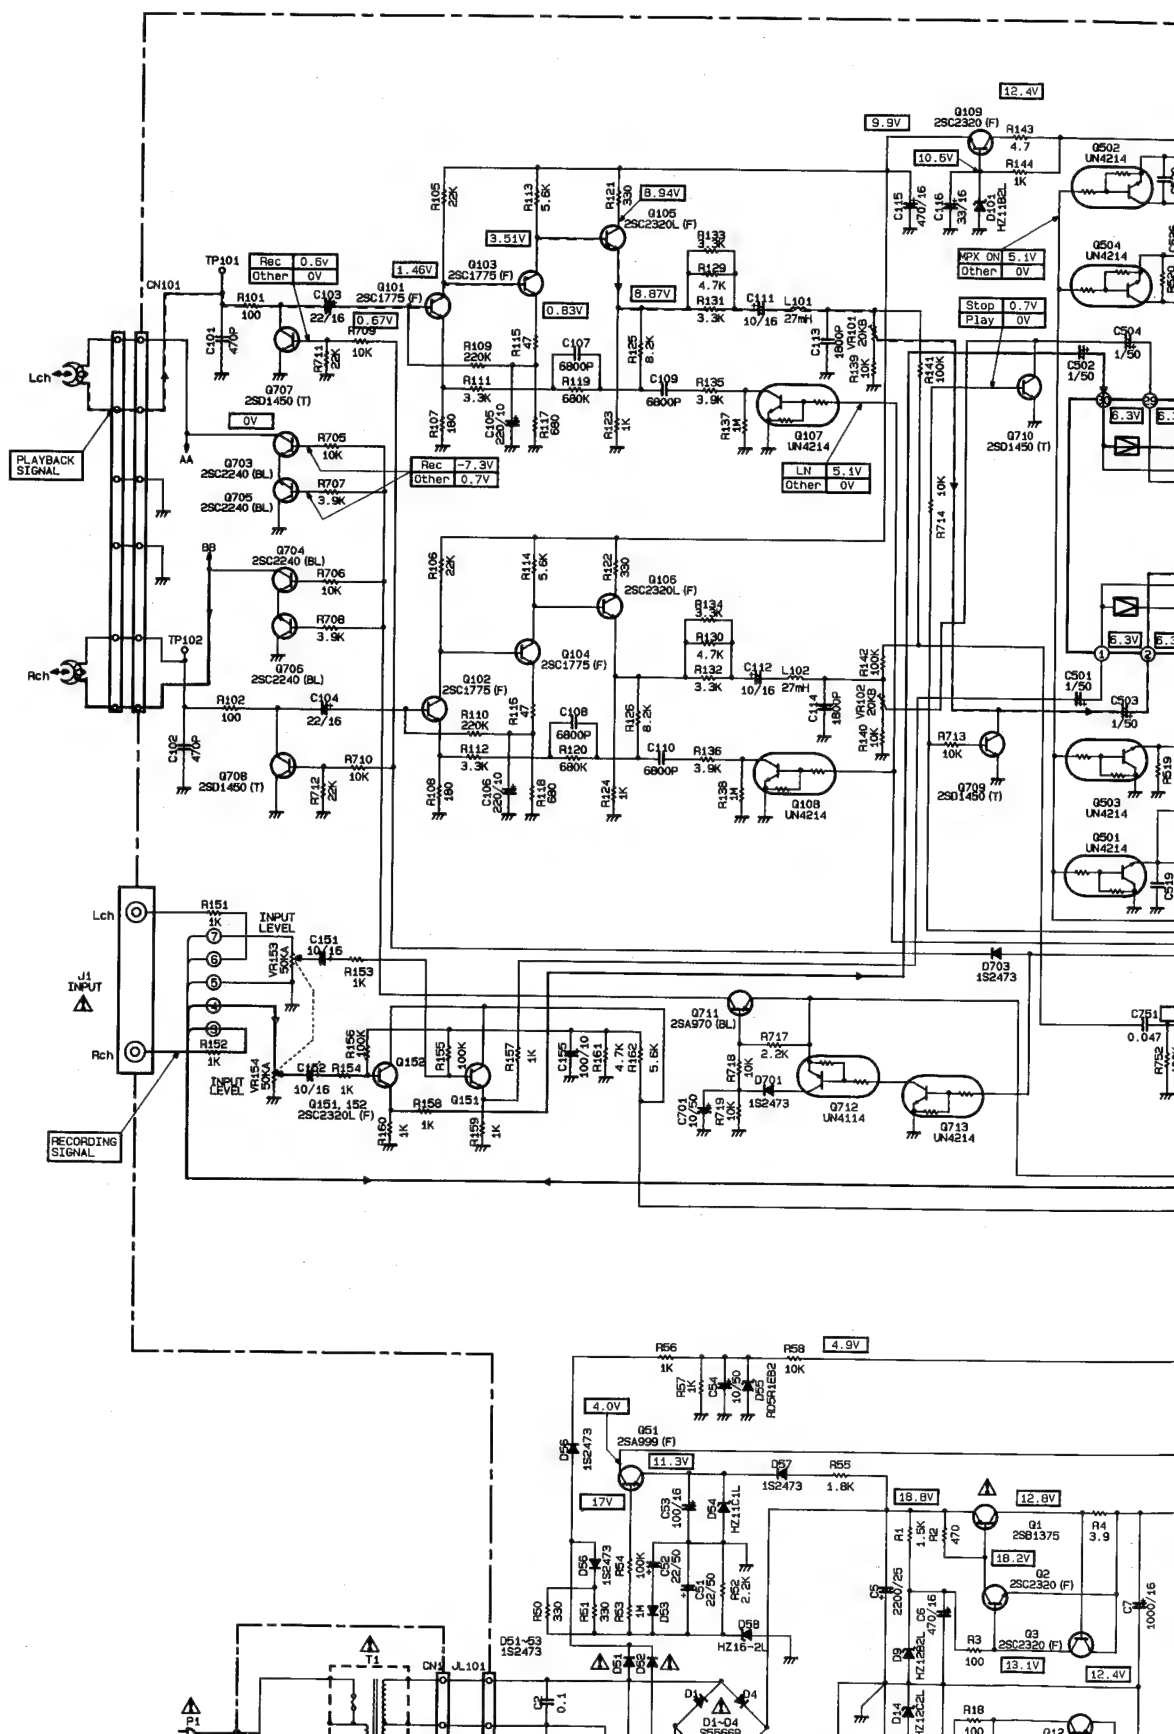 12.4V
Q109
2SC2320 (F)
R143
4.7
9.9V
10.6V
R144
1K
Q502
UN4214
C115
470/16
C116
33/16
D101
HZ11B2L
R105
22K
R113
5.6K
R121
330
8.94V
Q105
2SC2320L (F)
3.51V
Q103
2SC1775 (F)
1.46V
Q101
2SC1775 (F)
0.67V
8.87V
0.83V
R133
3.3K
R129
4.7K
R131
3.3K
C111
10/16
L101
27mH
MPX ON 5.1V
Other 0V
Q504
UN4214
C526
R520
Stop 0.7V
Play 0V
TP101
CN101
Rec 0.6v
Other 0V
R101
100
C103
22/16
C101
470P
R711
22K
R709
10K
Q707
2SD1450 (T)
0V
R109
220K
R115
47
C107
6800P
R111
3.3K
R119
680K
R125
8.2K
C109
6800P
R135
3.9K
R107
180
C105
220/10
R117
680
R123
1K
R137
1M
Q107
UN4214
C113
1800P
VR101
20KB
R139
10K
R141
100K
C504
1/50
C502
1/50
6.3V
Q710
2SD1450 (T)
LN 5.1V
Other 0V
R714 10K
Lch
PLAYBACK
SIGNAL
AA
Q703
2SC2240 (BL)
R705
10K
Q705
2SC2240 (BL)
R707
3.9K
Rec -7.3V
Other 0.7V
BB
Q704
2SC2240 (BL)
R706
10K
R708
3.9K
Q706
2SC2240 (BL)
R106
22K
R114
5.6K
R122
330
Q106
2SC2320L (F)
Q104
2SC1775 (F)
Q102
2SC1775 (F)
R134
3.3K
R130
4.7K
R132
3.3K
C112
10/16
L102
27mH
R142
100K
VR102
20KB
R140
10K
C114
1800P
6.3V
1
2
C501
1/50
C503
1/50
TP102
Rch
R102
100
C104
22/16
C102
470P
Q708
2SD1450 (T)
R712
22K
R710
10K
R110
220K
R116
47
C108
6800P
R112
3.3K
R120
680K
R126
8.2K
C110
6800P
R136
3.9K
R108
180
C106
220/10
R118
680
R124
1K
R138
1M
Q108
UN4214
R713
10K
Q709
2SD1450 (T)
R519
Q503
UN4214
Q501
UN4214
C519
Lch
R151
1K
INPUT
LEVEL
C151
10/16
7
6
5
4
3
VR153
50KA
R153
1K
J1
INPUT
Rch
R152
1K
INPUT
LEVEL
VR154
50KA
C152
10/16
R154
1K
R156
100K
Q152
Q151, 152
2SC2320L (F)
R155
100K
Q151
R157
1K
R158
1K
R160
1K
R159
1K
C155
100/10
R161
4.7K
R162
5.6K
RECORDING
SIGNAL
D703
1S2473
Q711
2SA970 (BL)
R717
2.2K
R718
10K
D701
1S2473
C701
10/50
R719
10K
Q712
UN4114
Q713
UN4214
C751
0.047
R752
R56
1K
R58
10K
4.9V
R57
1K
C54
10/50
D55
RD5R1EB2
4.0V
Q51
2SA999 (F)
11.3V
D56
1S2473
17V
C53
100/16
D54
HZ11C1L
D57
1S2473
R55
1.8K
18.8V
12.8V
R1
1.5K
R2
470
Q1
2SB1375
R4
3.9
18.2V
Q2
2SC2320 (F)
D56
1S2473
R54
100K
C52
22/50
C51
22/50
R52
2.2K
R50
330
R51
330
R53
1M
D53
D58
HZ16-2L
C5
2200/25
C6
470/16
C7
1000/16
R3
100
Q3
2SC2320 (F)
13.1V
12.4V
D9
HZ12B2L
D14
HZ12C2L
R18
100
Q12
D51~53
1S2473
D51
D52
T1
CN1
JL101
P1
C2
0.1
D1
D4
D1~D4
S5566B